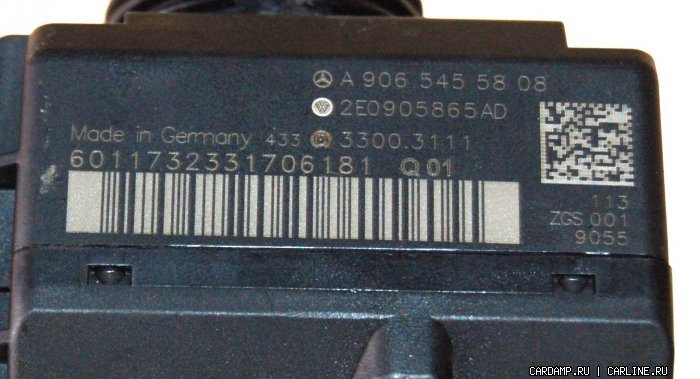 A 906 545 58 08
2E0905865AD
Made in Germany 433 3300.3111
6011732331706181 Q01
113
ZGS 001
9055
CARDAMP.RU | CARLINE.RU